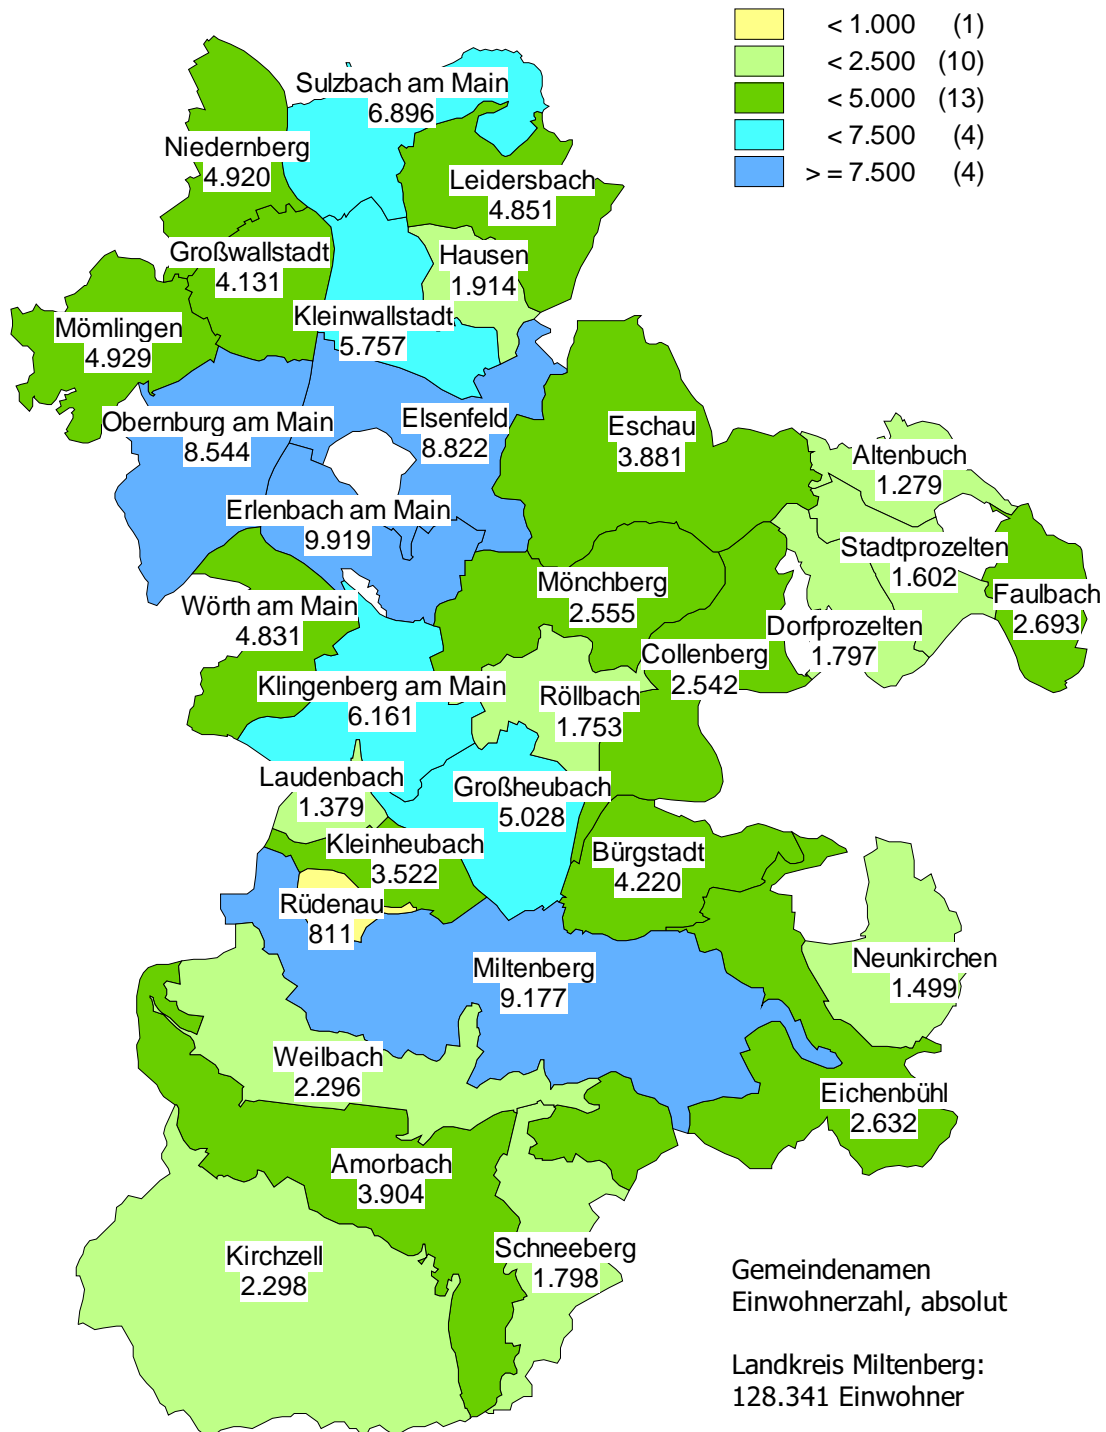 < 1.000 (1)
< 2.500 (10)
< 5.000 (13)
< 7.500 (4)
> = 7.500 (4)
Sulzbach am Main
6.896
Niedernberg
4.920
Leidersbach
4.851
Großwallstadt
4.131
Hausen
1.914
Kleinwallstadt
5.757
Mömlingen
4.929
Obernburg am Main
8.544
Elsenfeld
8.822
Eschau
3.881
Altenbuch
1.279
Erlenbach am Main
9.919
Stadtprozelten
1.602
Mönchberg
2.555
Faulbach
2.693
Wörth am Main
4.831
Dorfprozelten
1.797
Collenberg
2.542
Klingenberg am Main
6.161
Röllbach
1.753
Laudenbach
1.379
Großheubach
5.028
Kleinheubach
3.522
Bürgstadt
4.220
Rüdenau
811
Miltenberg
9.177
Neunkirchen
1.499
Weilbach
2.296
Eichenbühl
2.632
Amorbach
3.904
Kirchzell
2.298
Schneeberg
1.798
Gemeindenamen
Einwohnerzahl, absolut
Landkreis Miltenberg:
128.341 Einwohner